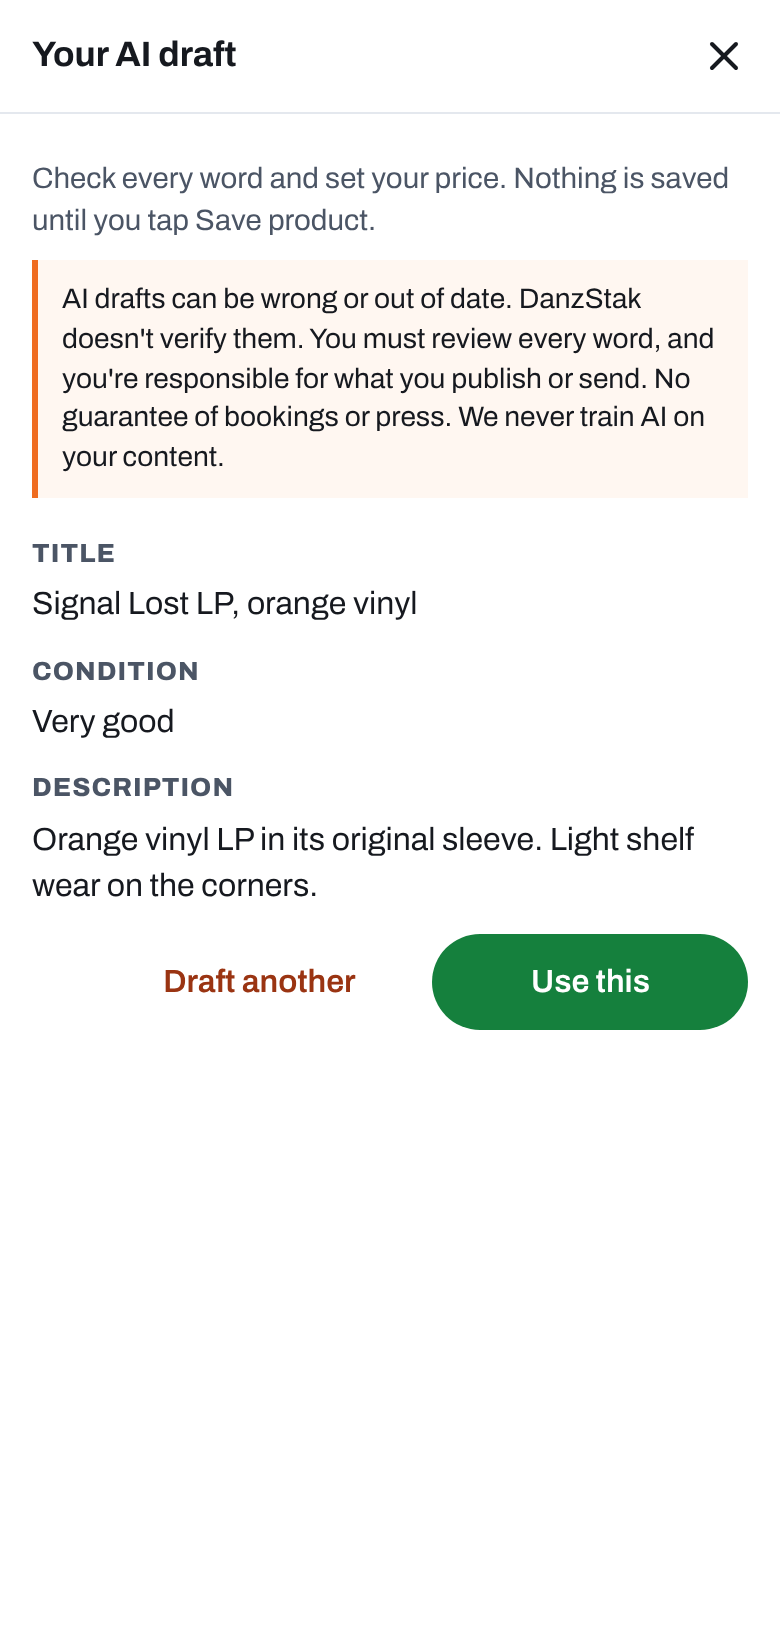 Your AI draft
Check every word and set your price. Nothing is saved
until you tap Save product.
AI drafts can be wrong or out of date. DanzStak
doesn't verify them. You must review every word, and
you're responsible for what you publish or send. No
guarantee of bookings or press. We never train AI on
your content.
TITLE
Signal Lost LP, orange vinyl
CONDITION
Very good
DESCRIPTION
Orange vinyl LP in its original sleeve. Light shelf
wear on the corners.
Draft another
Use this